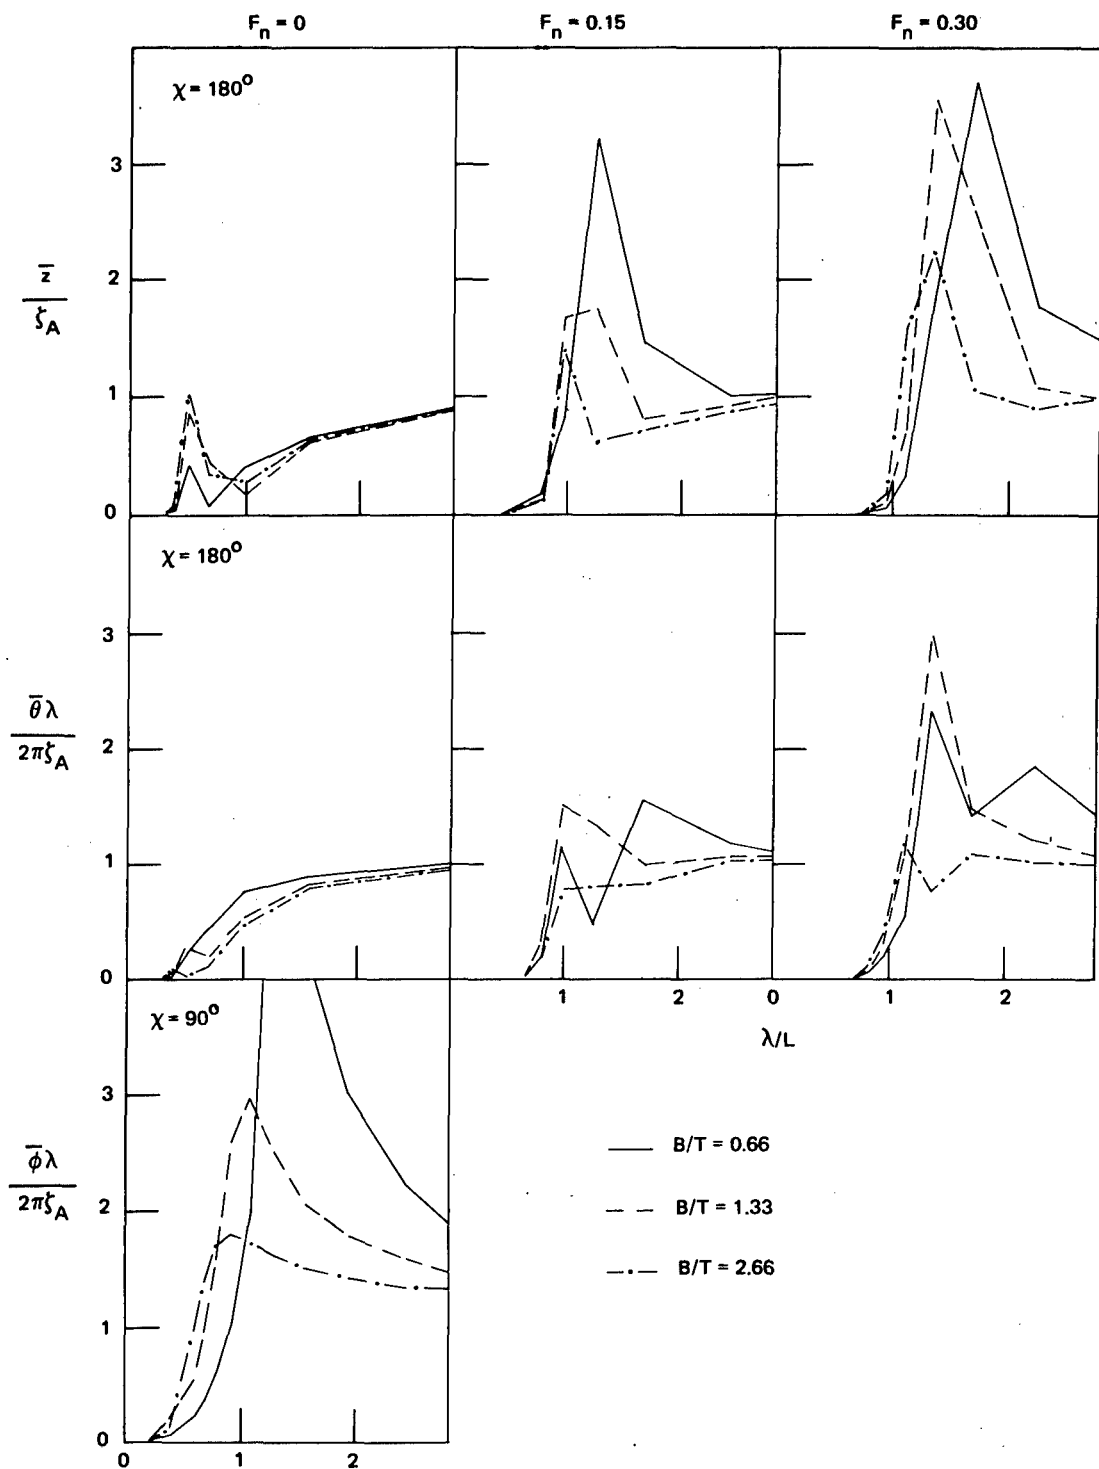 Fn = 0 Fn = 0.15 Fn = 0.30
χ = 180°
3
2
1
0
z̄
ζA
χ = 180°
3
2
1
0
θ̄ λ
2πζA
1 2 0 1 2
λ/L
χ = 90°
3
2
1
0
φ̄ λ
2πζA
0 1 2
B/T = 0.66
B/T = 1.33
B/T = 2.66